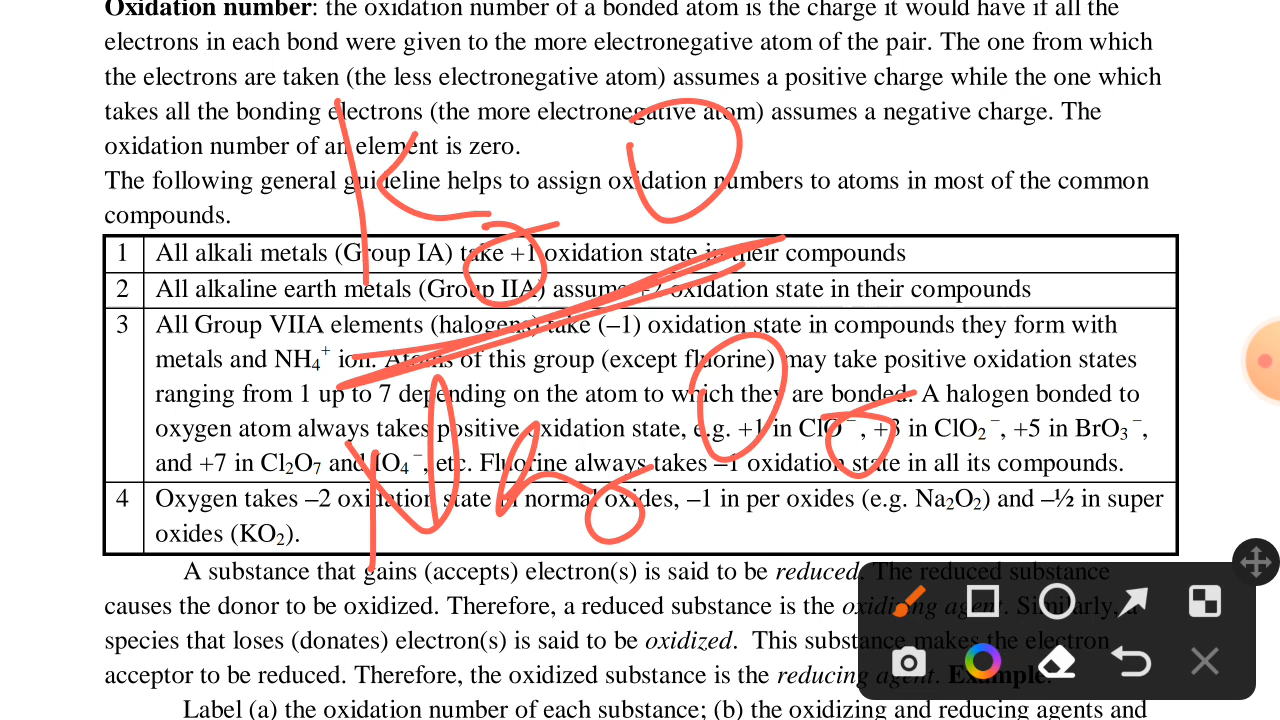 Oxidation number: the oxidation number of a bonded atom is the charge it would have if all the
electrons in each bond were given to the more electronegative atom of the pair. The one from which
the electrons are taken (the less electronegative atom) assumes a positive charge while the one which
takes all the bonding electrons (the more electronegative atom) assumes a negative charge. The
oxidation number of an element is zero.
The following general guideline helps to assign oxidation numbers to atoms in most of the common
compounds.
1 All alkali metals (Group IA) take +1 oxidation state in their compounds
2 All alkaline earth metals (Group IIA) assume +2 oxidation state in their compounds
3 All Group VIIA elements (halogens) take (–1) oxidation state in compounds they form with
metals and NH₄⁺ ion. Atoms of this group (except fluorine) may take positive oxidation states
ranging from 1 up to 7 depending on the atom to which they are bonded. A halogen bonded to
oxygen atom always takes positive oxidation state, e.g. +1 in ClO⁻, +3 in ClO₂⁻, +5 in BrO₃⁻,
and +7 in Cl₂O₇ and IO₄⁻, etc. Fluorine always takes –1 oxidation state in all its compounds.
4 Oxygen takes –2 oxidation state in normal oxides, –1 in per oxides (e.g. Na₂O₂) and –½ in super
oxides (KO₂).
A substance that gains (accepts) electron(s) is said to be reduced. The reduced substance
causes the donor to be oxidized. Therefore, a reduced substance is the oxidizing agent. Similarly, a
species that loses (donates) electron(s) is said to be oxidized. This substance makes the electron
acceptor to be reduced. Therefore, the oxidized substance is the reducing agent. Example:
Label (a) the oxidation number of each substance; (b) the oxidizing and reducing agents and
K₂O